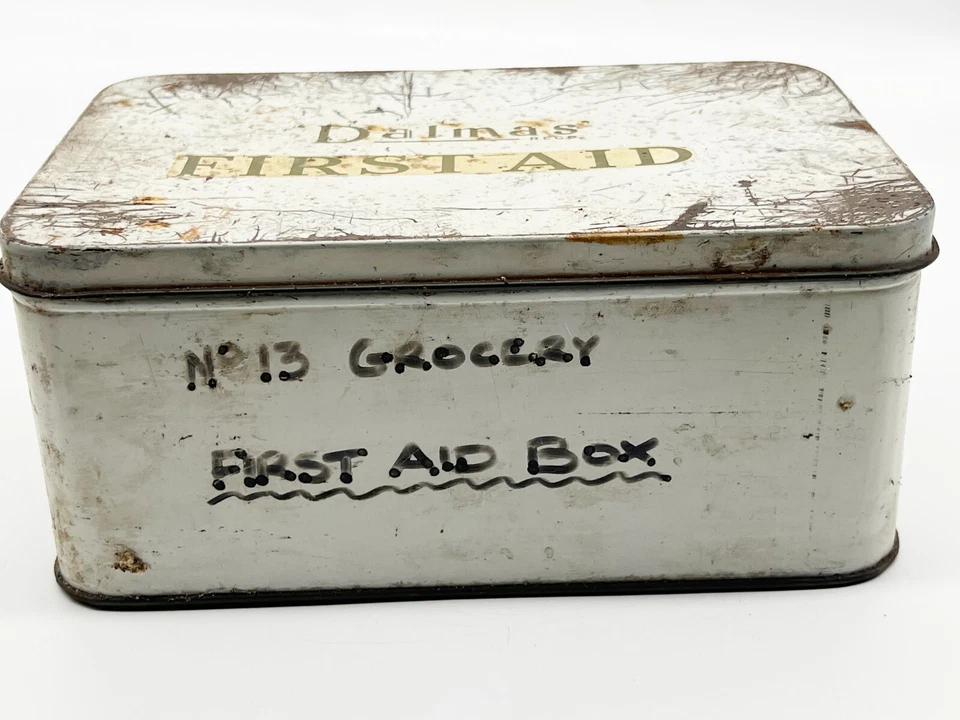 Dalmas
FIRST AID
Nº 13 GROCERY
FIRST AID BOX